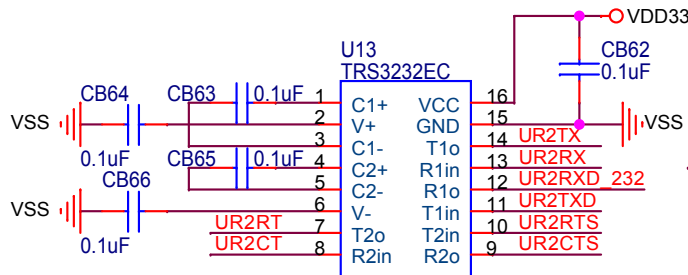 VDD33
U13
TRS3232EC
CB62
0.1uF
CB64
CB63
0.1uF
1
C1+
VCC
16
VSS
2
V+
GND
15
VSS
0.1uF
3
C1-
T1o
14
UR2TX
CB65
0.1uF
4
C2+
R1in
13
UR2RX
CB66
5
C2-
R1o
12
UR2RXD_232
VSS
6
V-
T1in
11
UR2TXD
0.1uF
UR2RT
7
T2o
T2in
10
UR2RTS
UR2CT
8
R2in
R2o
9
UR2CTS